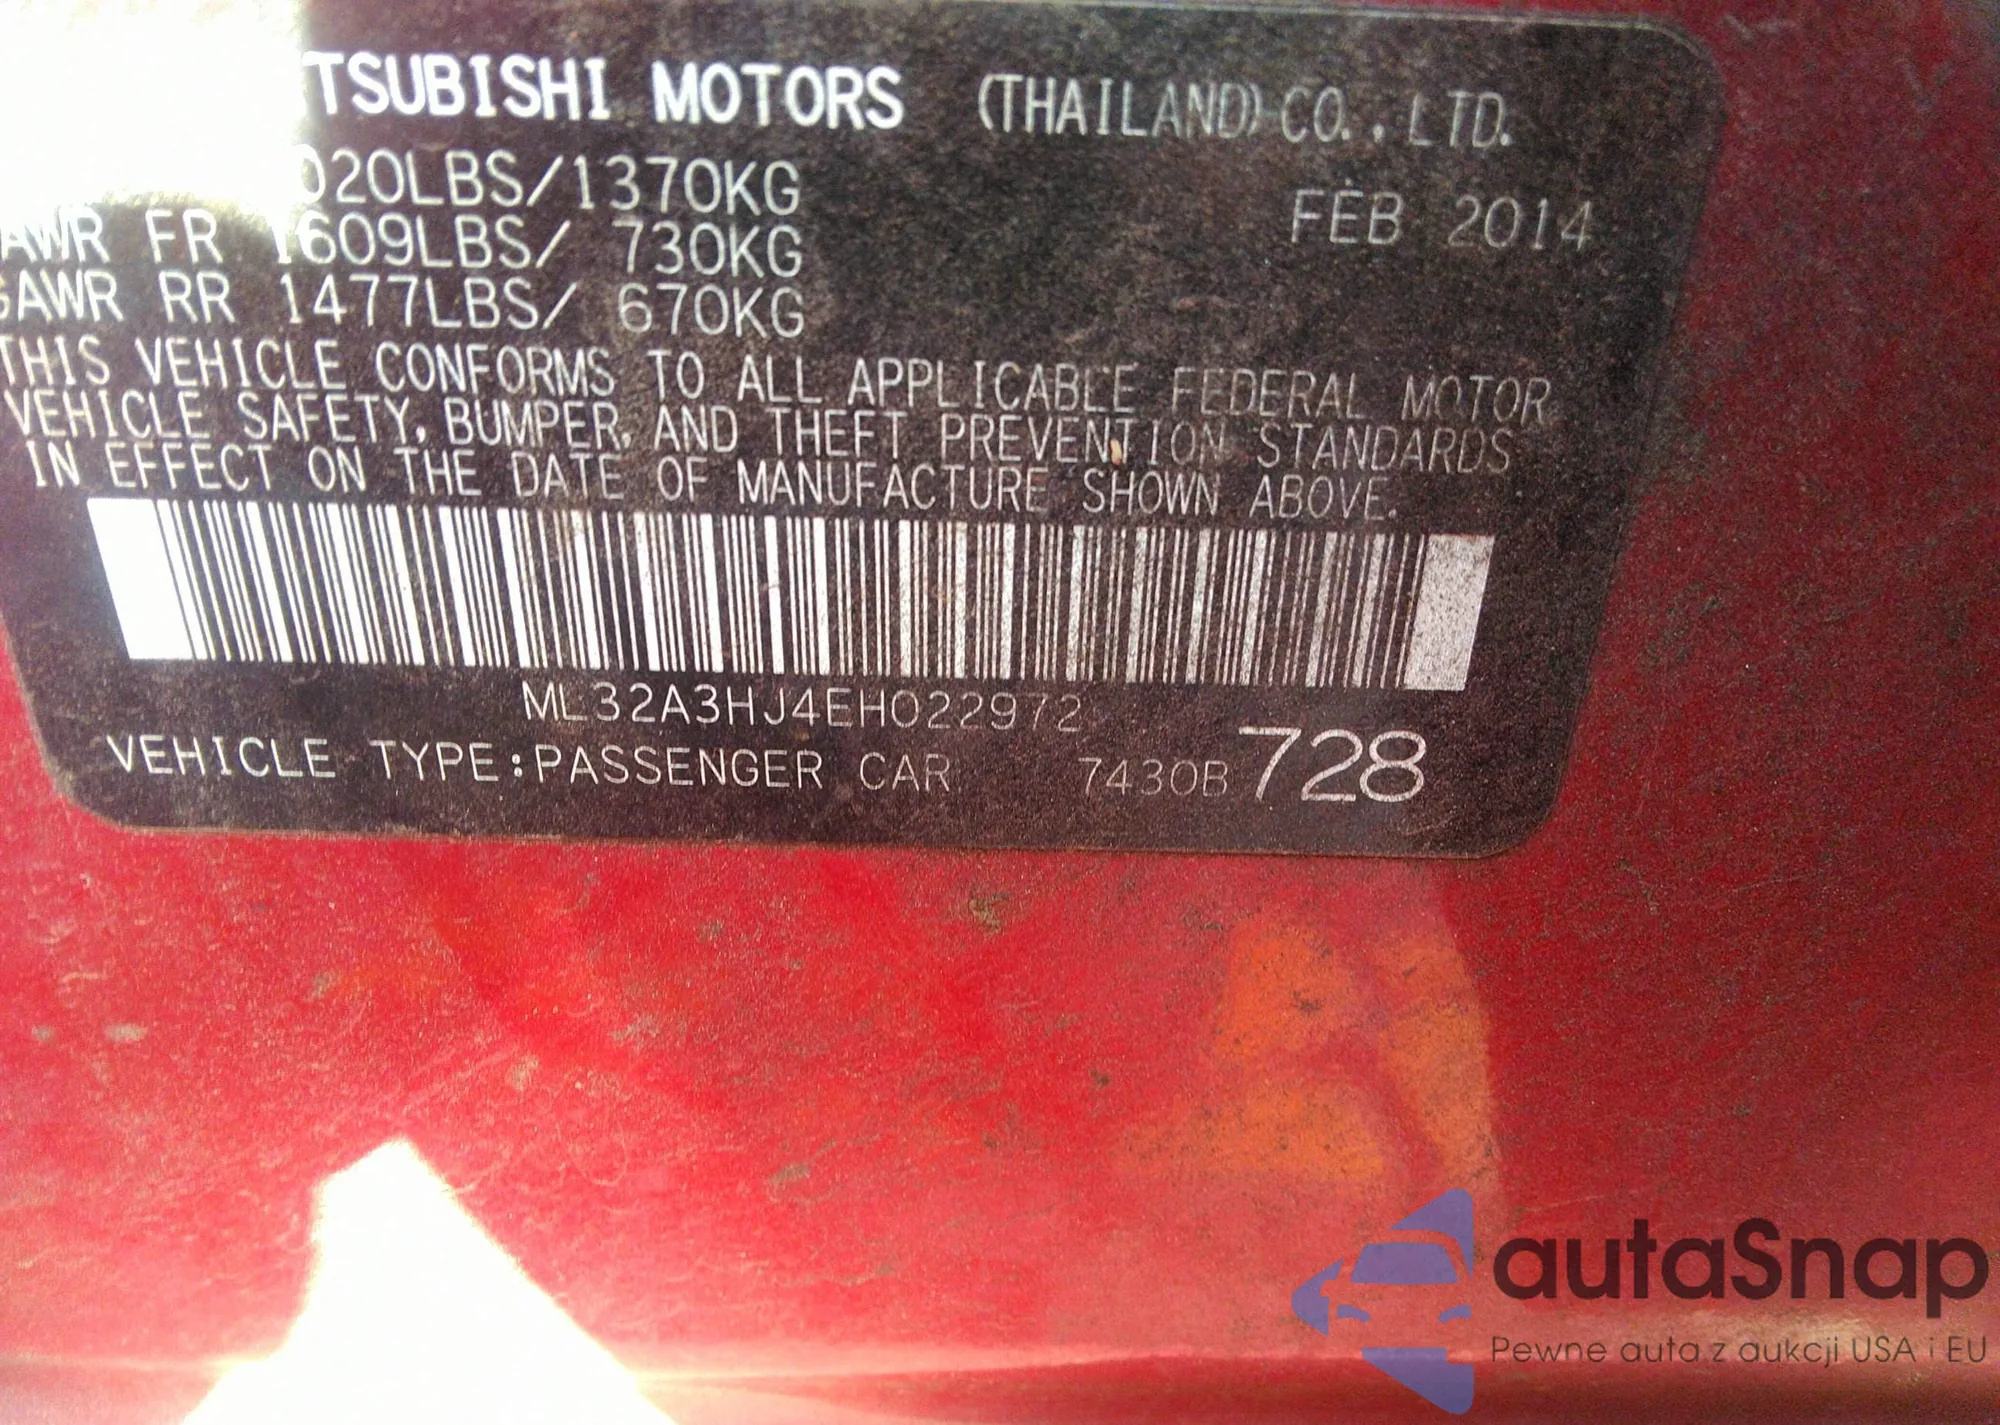 TSUBISHI MOTORS (THAILAND) CO., LTD.
020LBS/1370KG FEB 2014
AWR FR 1609LBS/ 730KG
GAWR RR 1477LBS/ 670KG
THIS VEHICLE CONFORMS TO ALL APPLICABLE FEDERAL MOTOR
VEHICLE SAFETY, BUMPER, AND THEFT PREVENTION STANDARDS
IN EFFECT ON THE DATE OF MANUFACTURE SHOWN ABOVE.
ML32A3HJ4EH022972
VEHICLE TYPE:PASSENGER CAR 7430B 728
autaSnap
Pewne auta z aukcji USA i EU